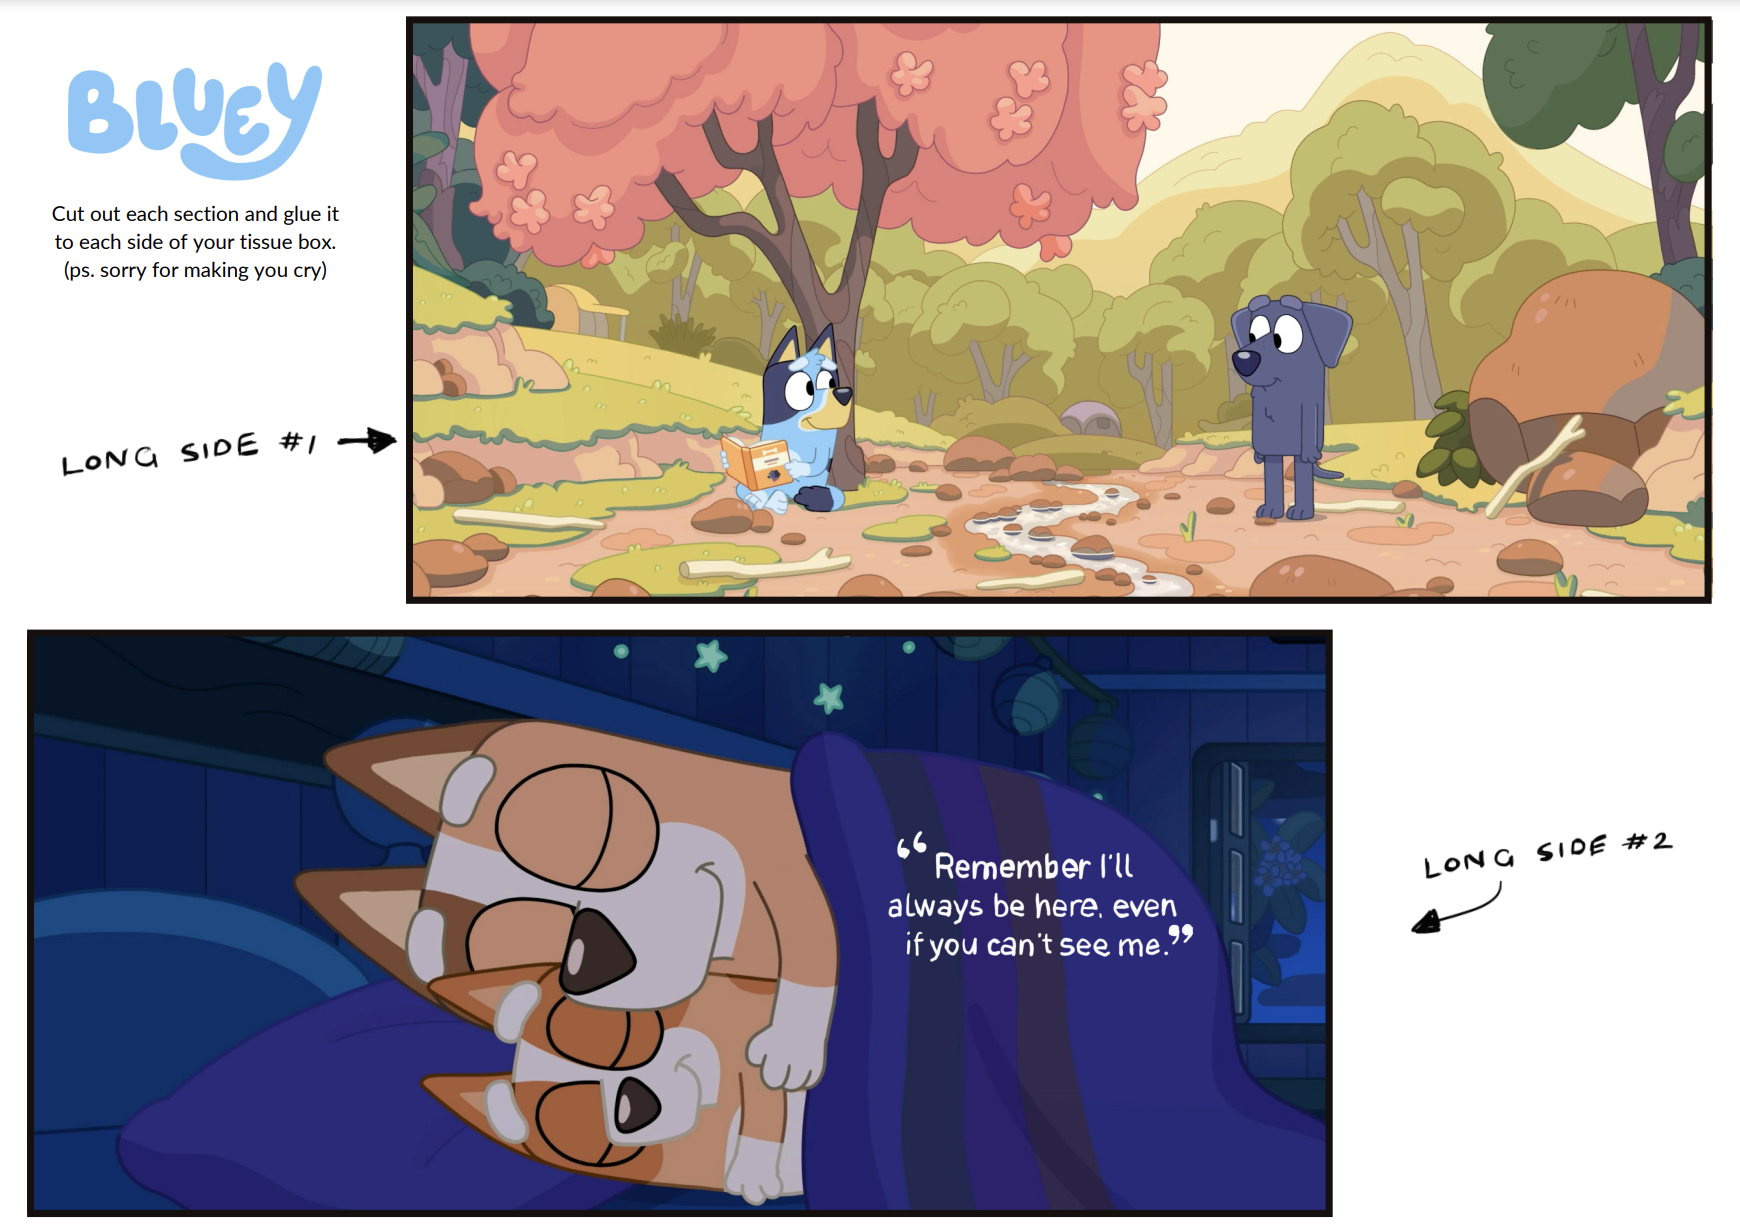 BLUEY
Cut out each section and glue it
to each side of your tissue box.
(ps. sorry for making you cry)
LONG SIDE #1
“Remember I'll
always be here, even
if you can't see me.”
LONG SIDE #2